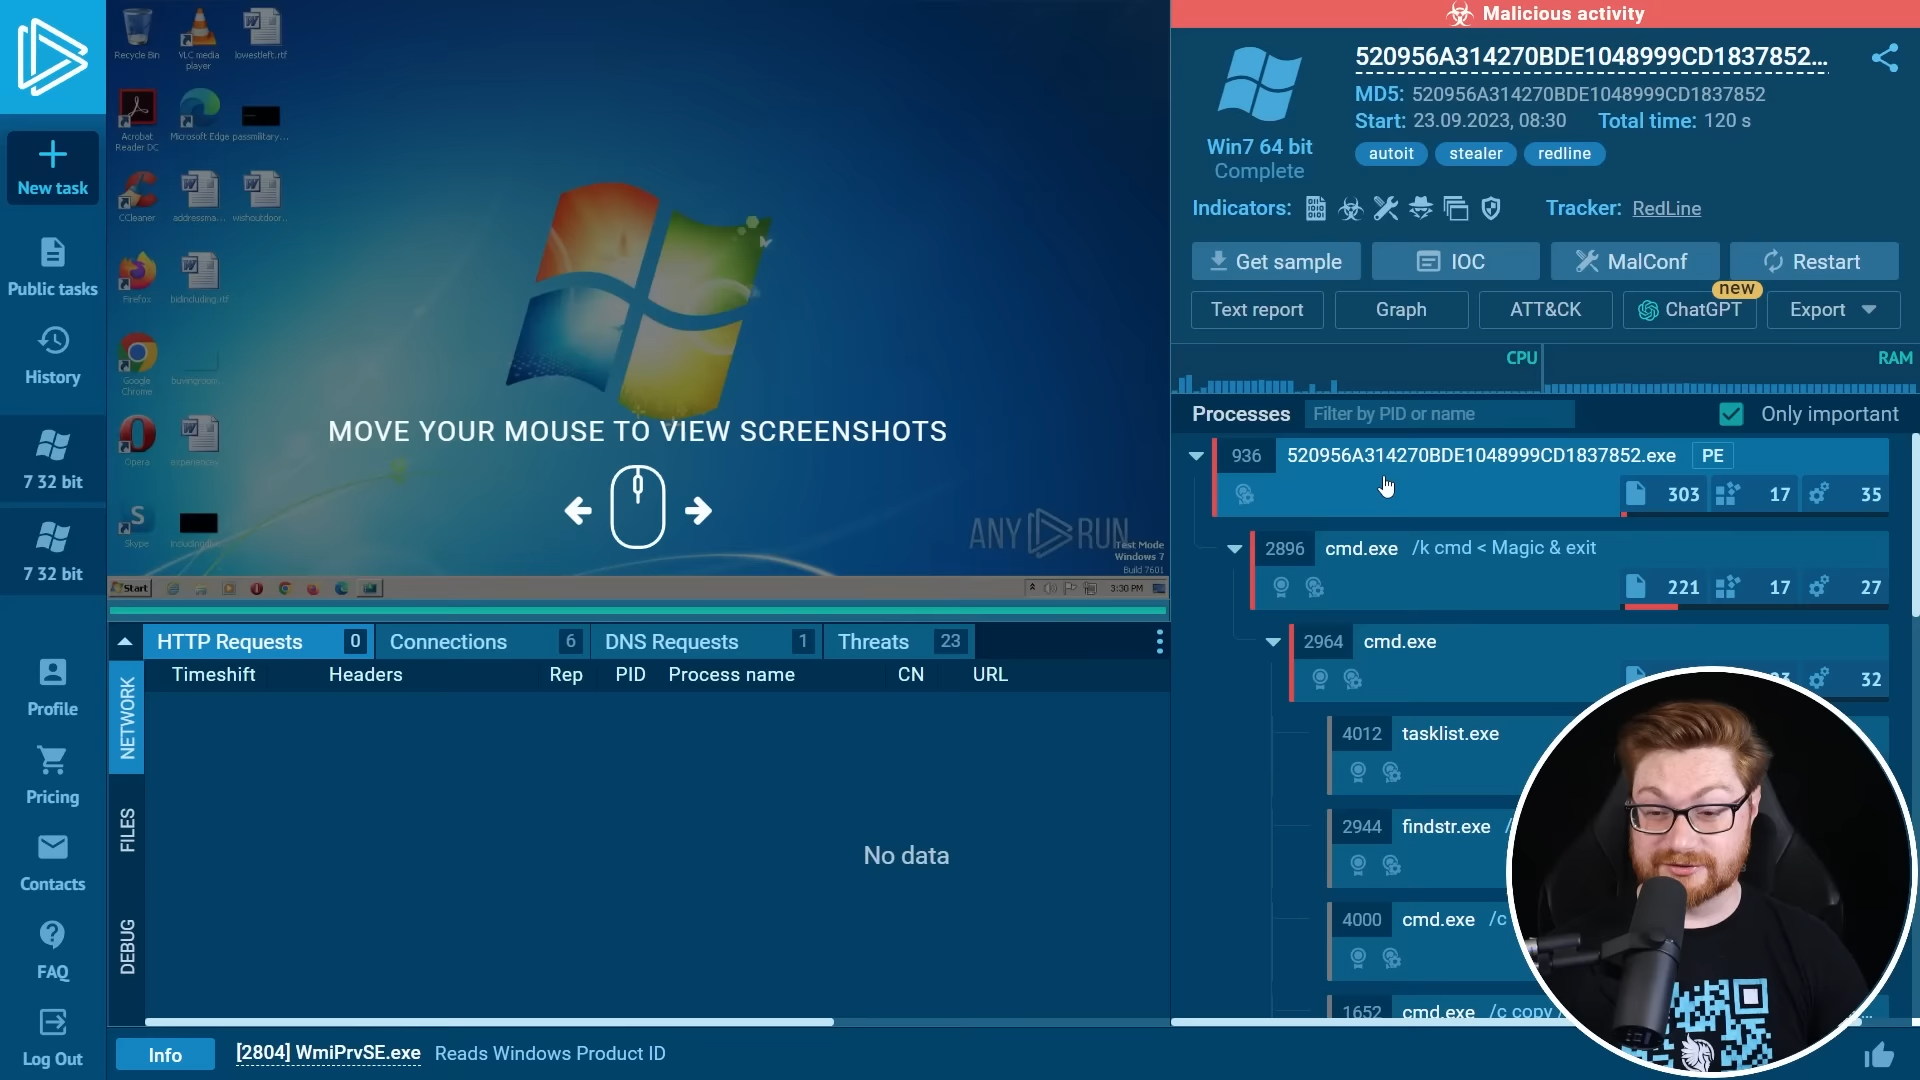 New task
Public tasks
History
7 32 bit
7 32 bit
Profile
Pricing
Contacts
FAQ
Log Out
Recycle Bin
VLC media
player
lowestleft.rtf
Acrobat
Reader DC
Microsoft Edge
passmilitary...
CCleaner
addressma...
wishoutdoor...
Firefox
bidincluding.rtf
Google
Chrome
Opera
Skype
MOVE YOUR MOUSE TO VIEW SCREENSHOTS
ANY RUN
Test Mode
Windows 7
Build 7601
Start
3:30 PM
HTTP Requests 0
Connections 6
DNS Requests 1
Threats 23
NETWORK
FILES
DEBUG
Timeshift Headers Rep PID Process name CN URL
No data
Info [2804] WmiPrvSE.exe Reads Windows Product ID
Malicious activity
Win7 64 bit
Complete
520956A314270BDE1048999CD1837852...
MD5: 520956A314270BDE1048999CD1837852
Start: 23.09.2023, 08:30 Total time: 120 s
autoit stealer redline
Indicators: Tracker: RedLine
Get sample IOC MalConf Restart
new
Text report Graph ATT&CK ChatGPT Export
CPU RAM
Processes Filter by PID or name Only important
936 520956A314270BDE1048999CD1837852.exe PE
303 17 35
2896 cmd.exe /k cmd < Magic & exit
221 17 27
2964 cmd.exe
32
4012 tasklist.exe
2944 findstr.exe /
4000 cmd.exe /c
1652 cmd.exe /c copy /